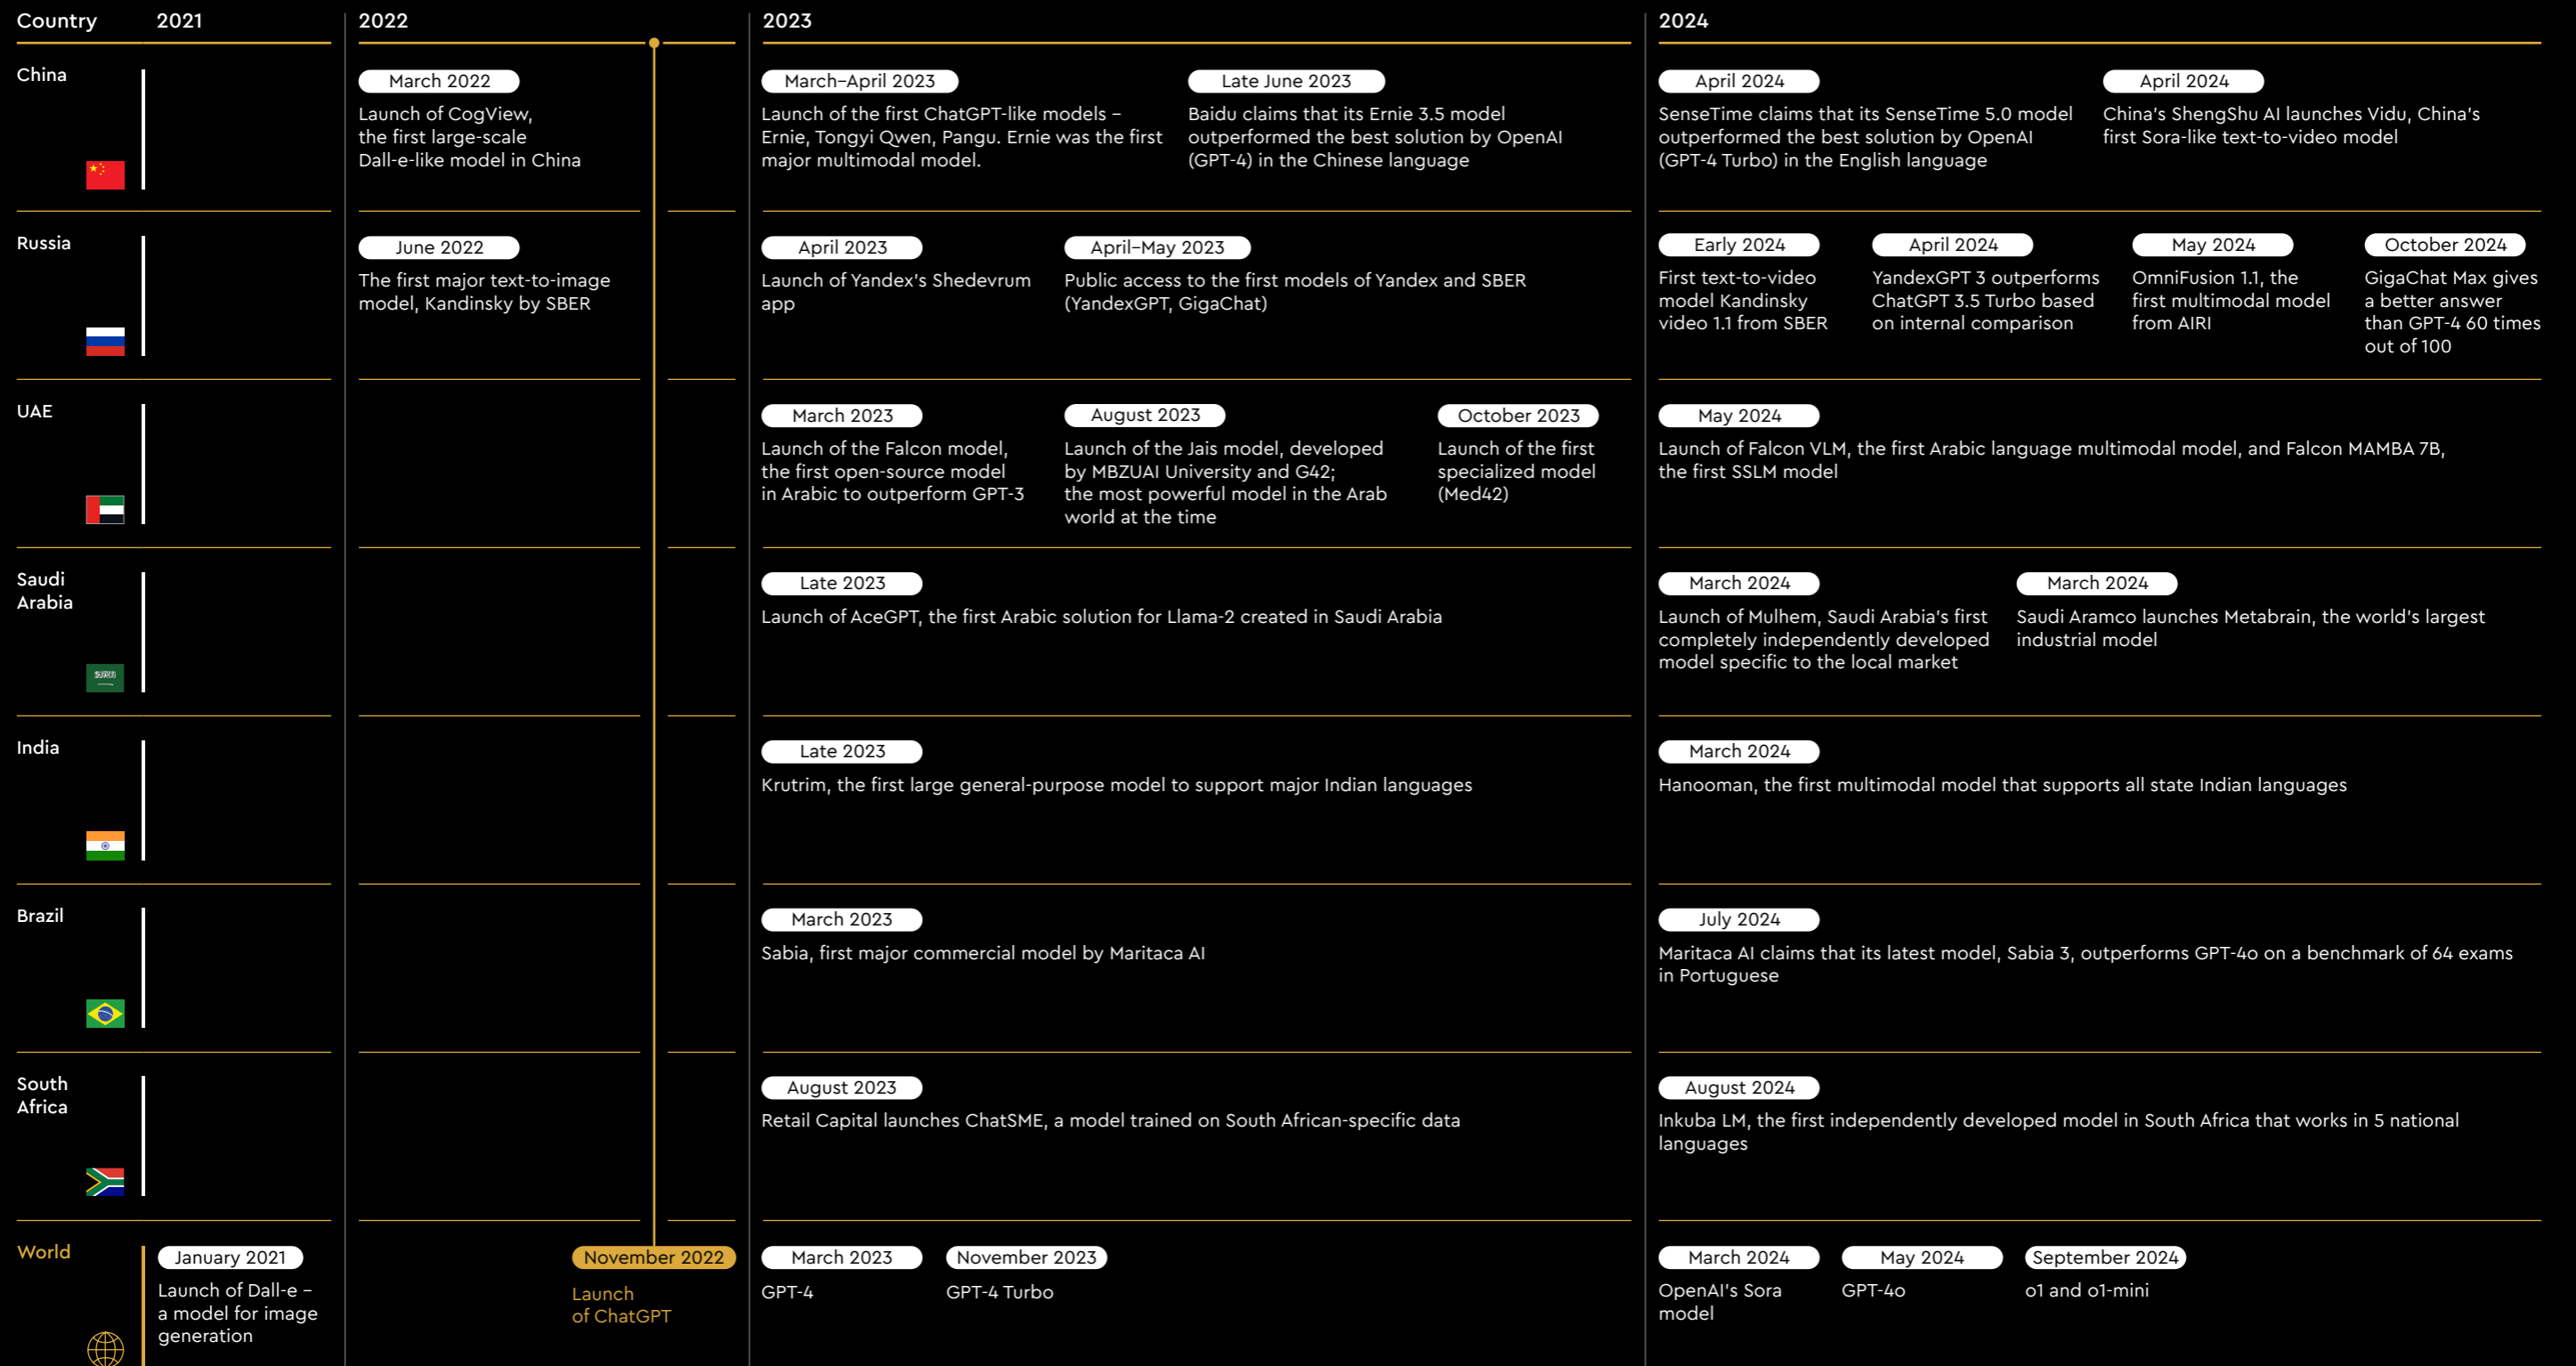 Country
2021
2022
2023
2024
China
March 2022
Launch of CogView,
the first large-scale
Dall-e-like model in China
March–April 2023
Launch of the first ChatGPT-like models –
Ernie, Tongyi Qwen, Pangu. Ernie was the first
major multimodal model.
Late June 2023
Baidu claims that its Ernie 3.5 model
outperformed the best solution by OpenAI
(GPT-4) in the Chinese language
April 2024
SenseTime claims that its SenseTime 5.0 model
outperformed the best solution by OpenAI
(GPT-4 Turbo) in the English language
April 2024
China's ShengShu AI launches Vidu, China's
first Sora-like text-to-video model
Russia
June 2022
The first major text-to-image
model, Kandinsky by SBER
April 2023
Launch of Yandex's Shedevrum
app
April–May 2023
Public access to the first models of Yandex and SBER
(YandexGPT, GigaChat)
Early 2024
First text-to-video
model Kandinsky
video 1.1 from SBER
April 2024
YandexGPT 3 outperforms
ChatGPT 3.5 Turbo based
on internal comparison
May 2024
OmniFusion 1.1, the
first multimodal model
from AIRI
October 2024
GigaChat Max gives
a better answer
than GPT-4 60 times
out of 100
UAE
March 2023
Launch of the Falcon model,
the first open-source model
in Arabic to outperform GPT-3
August 2023
Launch of the Jais model, developed
by MBZUAI University and G42;
the most powerful model in the Arab
world at the time
October 2023
Launch of the first
specialized model
(Med42)
May 2024
Launch of Falcon VLM, the first Arabic language multimodal model, and Falcon MAMBA 7B,
the first SSLM model
Saudi
Arabia
Late 2023
Launch of AceGPT, the first Arabic solution for Llama-2 created in Saudi Arabia
March 2024
Launch of Mulhem, Saudi Arabia's first
completely independently developed
model specific to the local market
March 2024
Saudi Aramco launches Metabrain, the world's largest
industrial model
India
Late 2023
Krutrim, the first large general-purpose model to support major Indian languages
March 2024
Hanooman, the first multimodal model that supports all state Indian languages
Brazil
March 2023
Sabia, first major commercial model by Maritaca AI
July 2024
Maritaca AI claims that its latest model, Sabia 3, outperforms GPT-4o on a benchmark of 64 exams
in Portuguese
South
Africa
August 2023
Retail Capital launches ChatSME, a model trained on South African-specific data
August 2024
Inkuba LM, the first independently developed model in South Africa that works in 5 national
languages
World
January 2021
Launch of Dall-e –
a model for image
generation
November 2022
Launch
of ChatGPT
March 2023
GPT-4
November 2023
GPT-4 Turbo
March 2024
OpenAI's Sora
model
May 2024
GPT-4o
September 2024
o1 and o1-mini